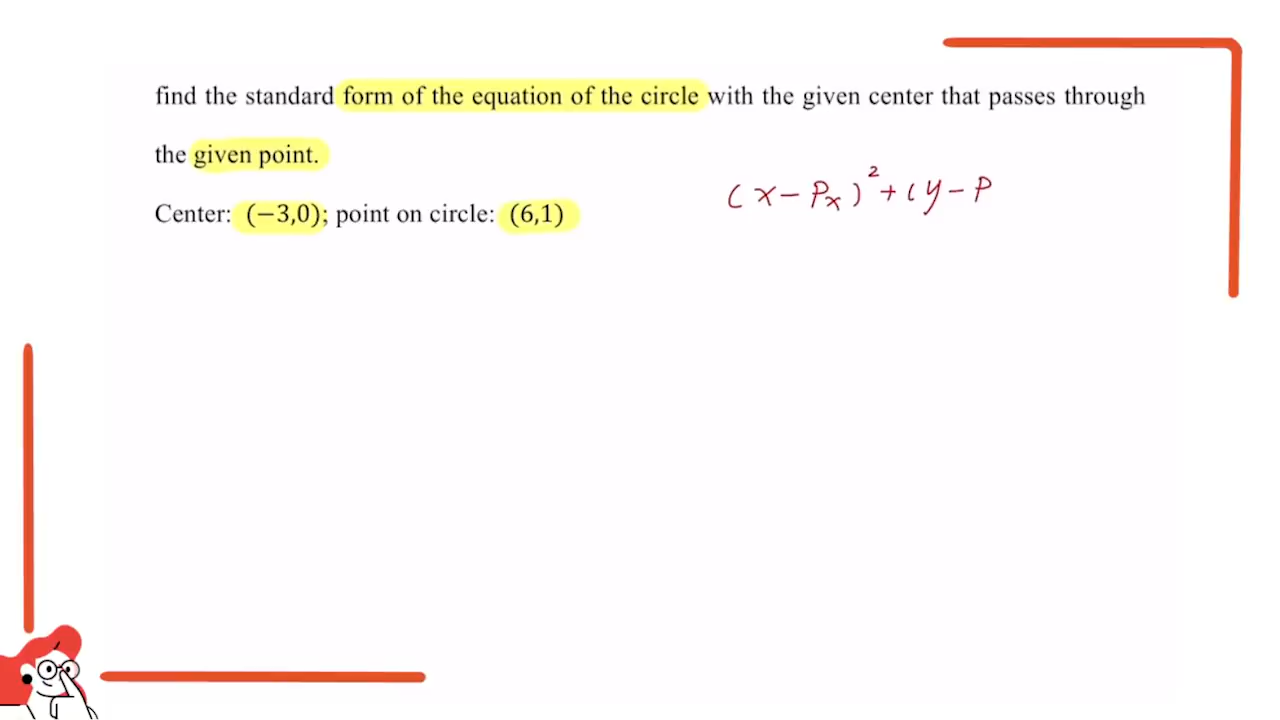 find the standard form of the equation of the circle with the given center that passes through
the given point.
(x-Px)²+(y-P
Center: (−3,0); point on circle: (6,1)